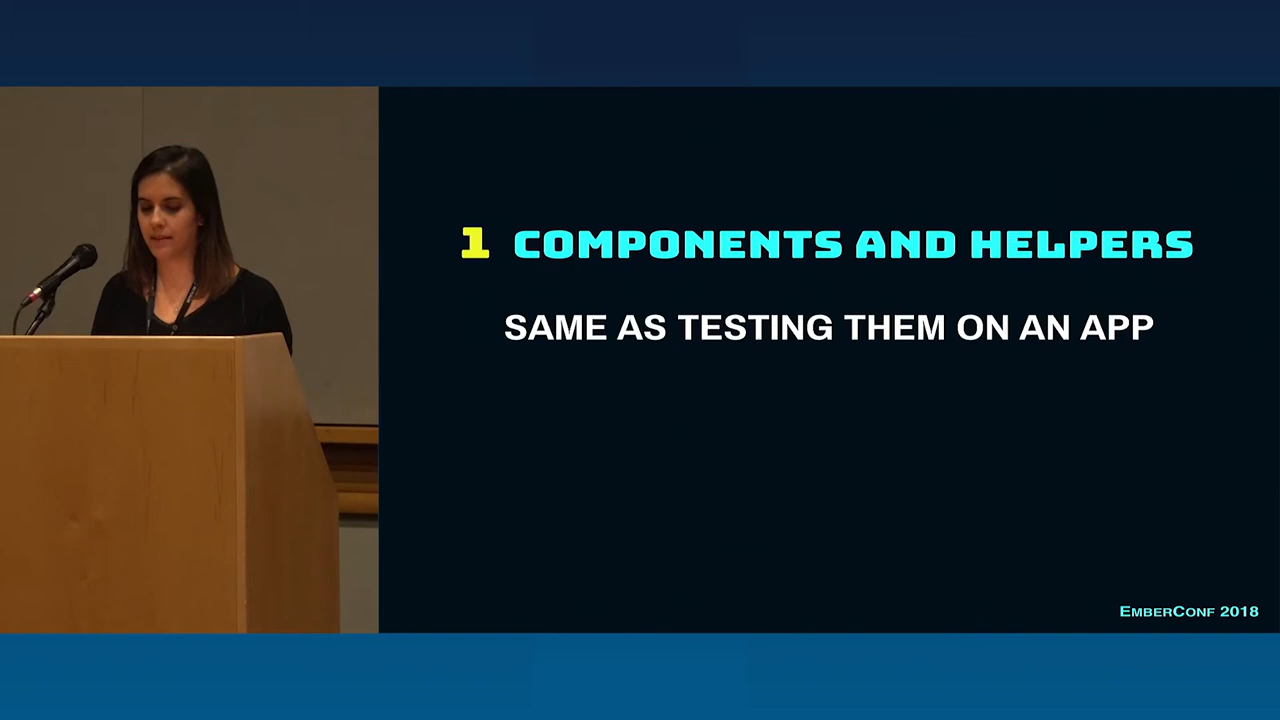 1 COMPONENTS AND HELPERS
SAME AS TESTING THEM ON AN APP
EMBERCONF 2018